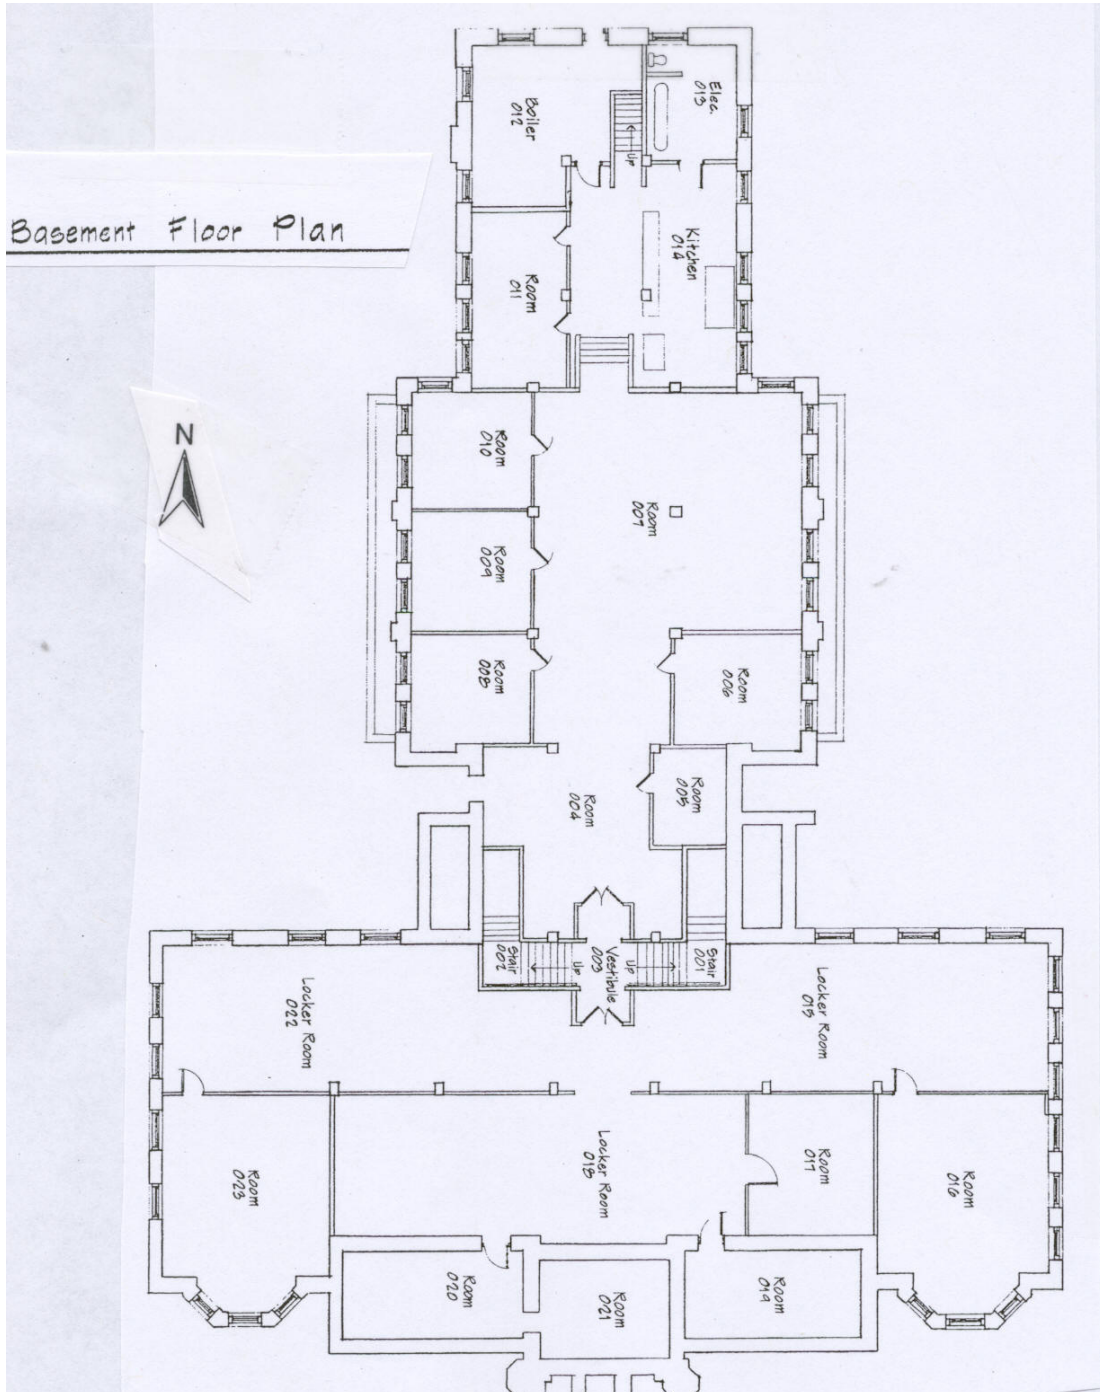 Basement Floor Plan
N
Boiler
012
Elec.
013
Up
Kitchen
014
Room
011
Room
010
Room
007
Room
009
Room
008
Room
006
Room
005
Room
004
Stair
002
Up
Vestibule
003
Up
Stair
001
Locker Room
022
Locker Room
015
Room
023
Locker Room
018
Room
017
Room
016
Room
020
Room
021
Room
019